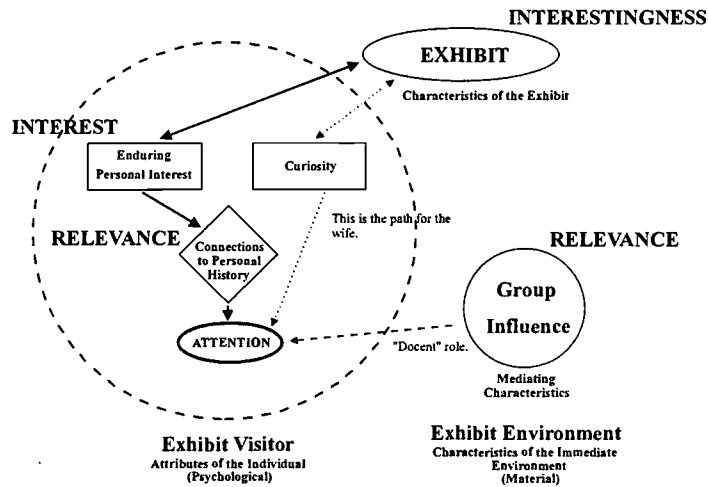 INTERESTINGNESS
EXHIBIT
Characteristics of the Exhibit
INTEREST
Enduring
Personal Interest
Curiosity
This is the path for the
wife.
RELEVANCE
Connections
to Personal
History
RELEVANCE
Group
Influence
ATTENTION
"Docent" role.
Mediating
Characteristics
Exhibit Visitor
Attributes of the Individual
(Psychological)
Exhibit Environment
Characteristics of the Immediate
Environment
(Material)